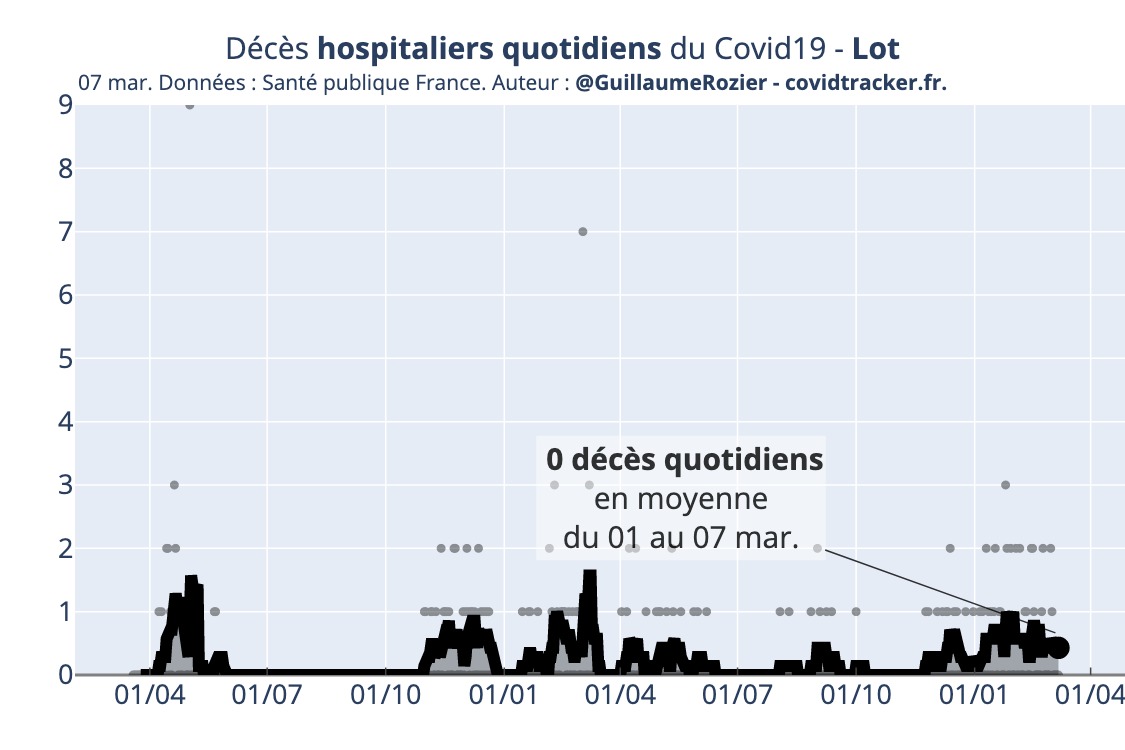 Décès hospitaliers quotidiens du Covid19 - Lot
07 mar. Données : Santé publique France. Auteur : @GuillaumeRozier - covidtracker.fr.
9
8
7
6
5
4
3
2
1
0
0 décès quotidiens
en moyenne
du 01 au 07 mar.
01/04 01/07 01/10 01/01 01/04 01/07 01/10 01/01 01/04